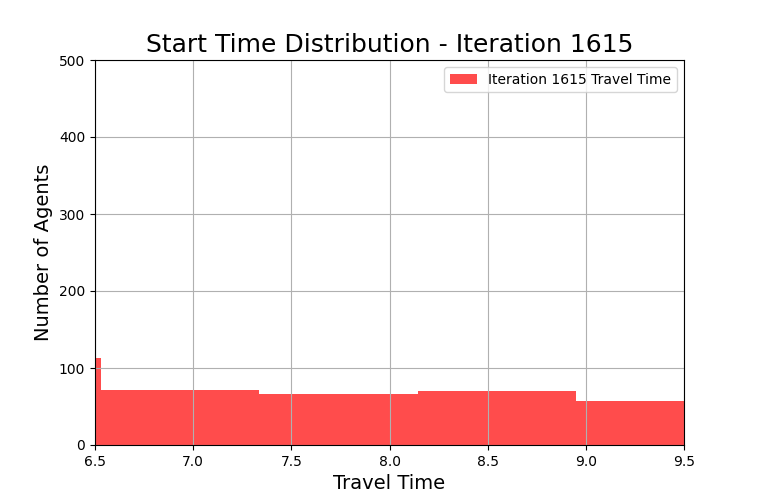 Start Time Distribution - Iteration 1615
500
400
300
200
100
0
Number of Agents
Iteration 1615 Travel Time
6.5 7.0 7.5 8.0 8.5 9.0 9.5
Travel Time